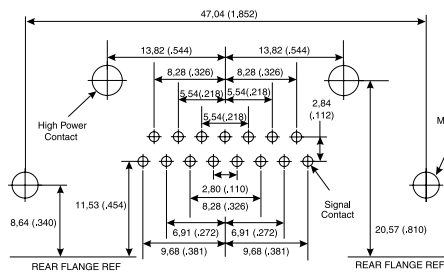 47,04 (1,852)
13,82 (.544)
13,82 (.544)
8,28 (.326)
8,28 (.326)
5,54(.218)
5,54(.218)
2,84
(.112)
5,54(.218)
High Power
Contact
M
2,80 (.110)
Signal
Contact
8,28 (.326)
11,53 (.454)
8,64 (.340)
20,57 (.810)
6,91 (.272)
6,91 (.272)
9,68 (.381)
9,68 (.381)
REAR FLANGE REF
REAR FLANGE REF